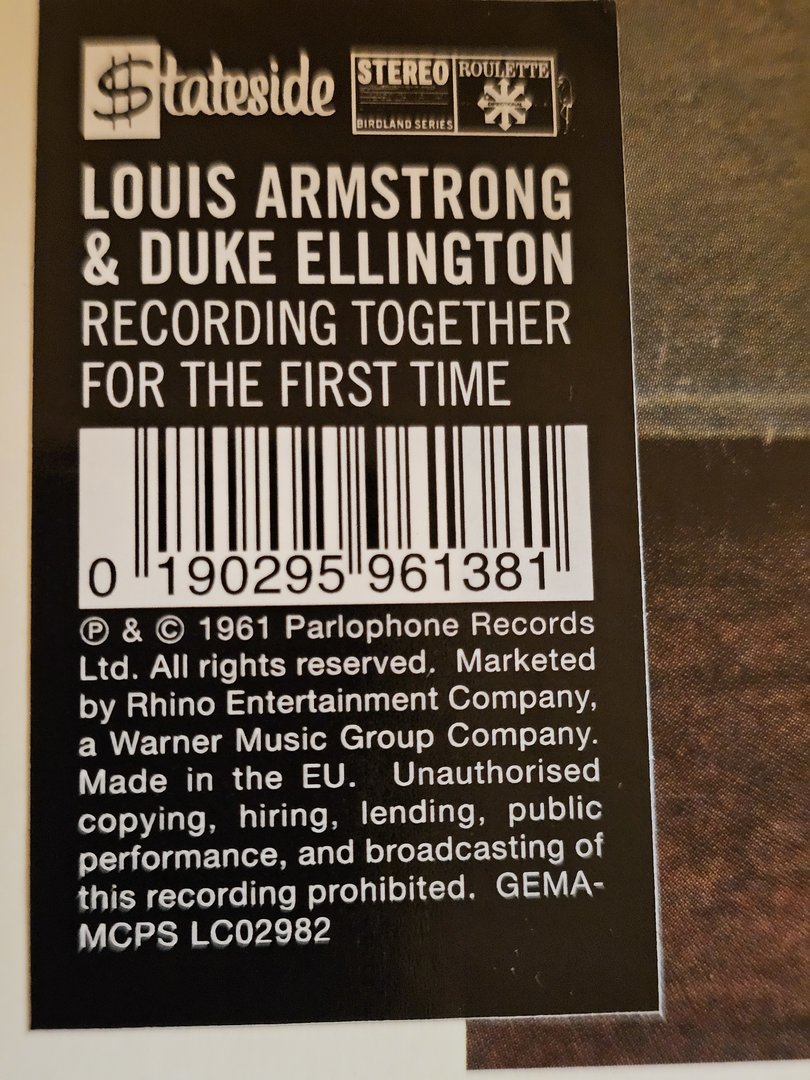 $tateside
STEREO ROULETTE
BIRDLAND SERIES
LOUIS ARMSTRONG
& DUKE ELLINGTON
RECORDING TOGETHER
FOR THE FIRST TIME
0 190295 961381
℗ & © 1961 Parlophone Records
Ltd. All rights reserved. Marketed
by Rhino Entertainment Company,
a Warner Music Group Company.
Made in the EU. Unauthorised
copying, hiring, lending, public
performance, and broadcasting of
this recording prohibited. GEMA-
MCPS LC02982